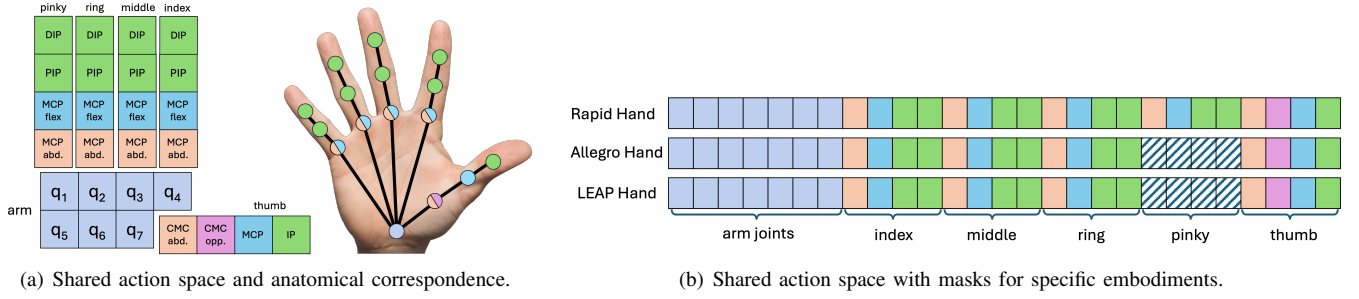 pinky ring middle index
DIP DIP DIP DIP
PIP PIP PIP PIP
MCP flex MCP flex MCP flex MCP flex
MCP abd. MCP abd. MCP abd. MCP abd.
arm
q1 q2 q3 q4
q5 q6 q7
thumb
CMC abd. CMC opp. MCP IP
(a) Shared action space and anatomical correspondence.
Rapid Hand
Allegro Hand
LEAP Hand
arm joints index middle ring pinky thumb
(b) Shared action space with masks for specific embodiments.